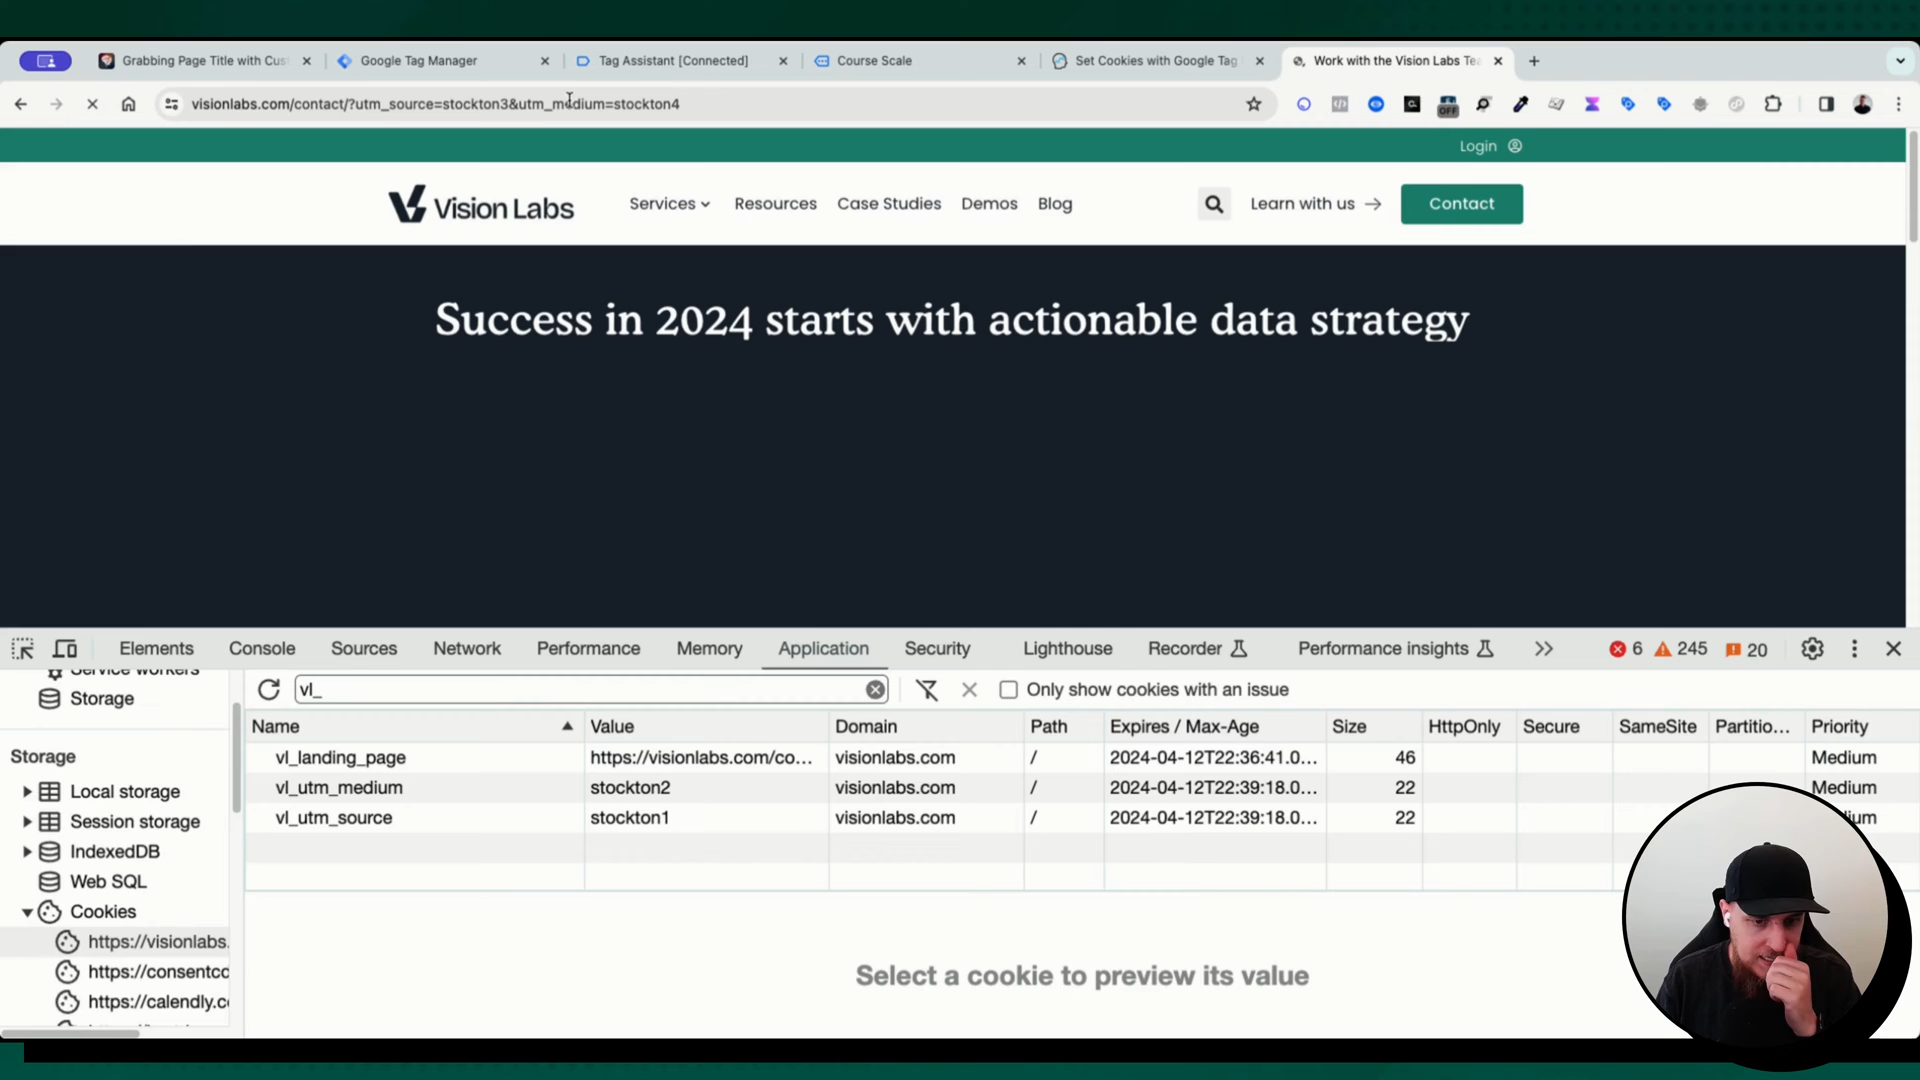 Grabbing Page Title with Cus
Google Tag Manager
Tag Assistant [Connected]
Course Scale
Set Cookies with Google Tag
Work with the Vision Labs Te
visionlabs.com/contact/?utm_source=stockton3&utm_medium=stockton4
OFF
Login
Vision Labs
Services
Resources
Case Studies
Demos
Blog
Learn with us →
Contact
Success in 2024 starts with actionable data strategy
Elements
Console
Sources
Network
Performance
Memory
Application
Security
Lighthouse
Recorder
Performance insights
6
245
20
Service workers
Storage
vl_
Only show cookies with an issue
Name
Value
Domain
Path
Expires / Max-Age
Size
HttpOnly
Secure
SameSite
Partitio...
Priority
vl_landing_page
https://visionlabs.com/co...
visionlabs.com
/
2024-04-12T22:36:41.0...
46
Medium
vl_utm_medium
stockton2
visionlabs.com
/
2024-04-12T22:39:18.0...
22
Medium
vl_utm_source
stockton1
visionlabs.com
/
2024-04-12T22:39:18.0...
22
Storage
Local storage
Session storage
IndexedDB
Web SQL
Cookies
https://visionlabs.
https://consentcd
https://calendly.c
Select a cookie to preview its value